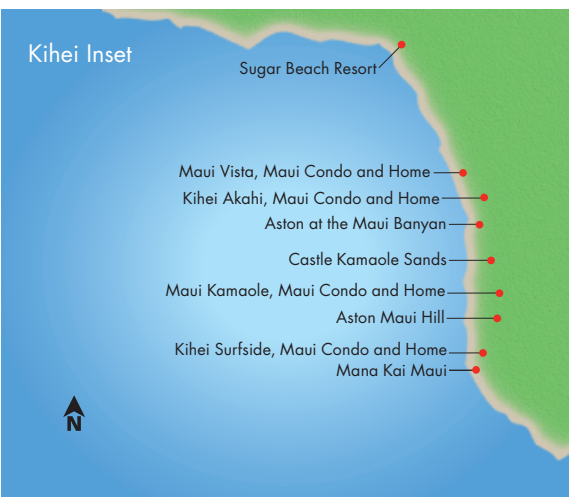 Kihei Inset
Sugar Beach Resort
Maui Vista, Maui Condo and Home
Kihei Akahi, Maui Condo and Home
Aston at the Maui Banyan
Castle Kamaole Sands
Maui Kamaole, Maui Condo and Home
Aston Maui Hill
Kihei Surfside, Maui Condo and Home
Mana Kai Maui
N